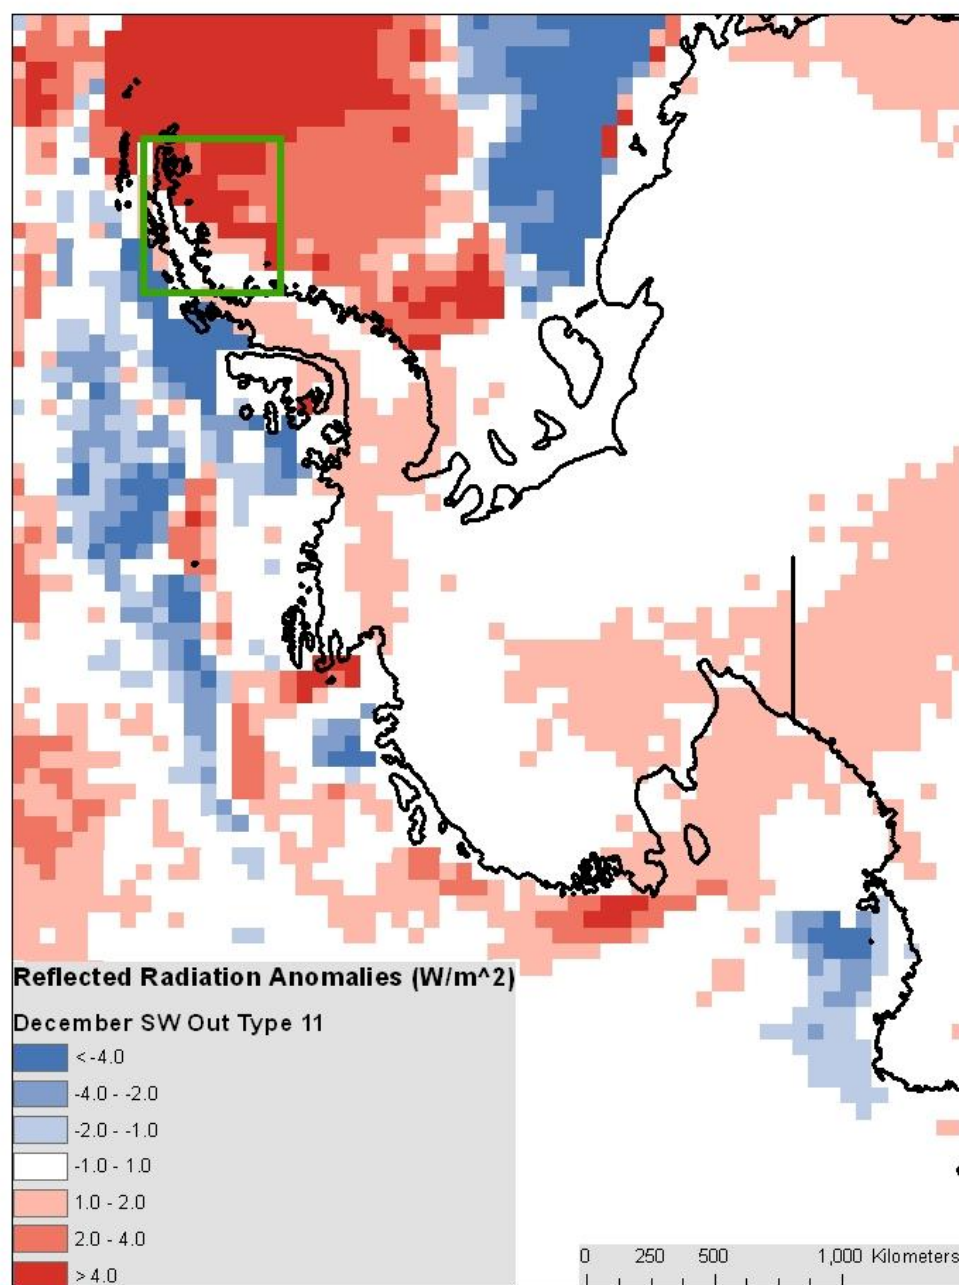 Reflected Radiation Anomalies (W/m^2)
December SW Out Type 11
< -4.0
-4.0 - -2.0
-2.0 - -1.0
-1.0 - 1.0
1.0 - 2.0
2.0 - 4.0
> 4.0
0 250 500 1,000 Kilometers